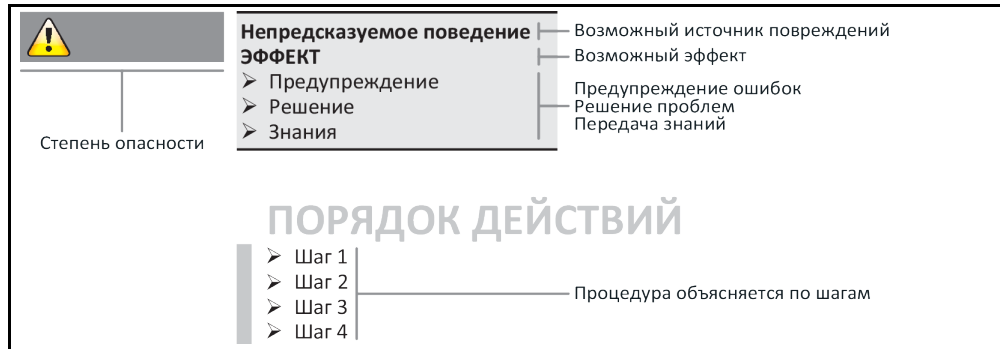 Непредсказуемое поведение
ЭФФЕКТ
➢ Предупреждение
➢ Решение
➢ Знания
Возможный источник повреждений
Возможный эффект
Предупреждение ошибок
Решение проблем
Передача знаний
Степень опасности
ПОРЯДОК ДЕЙСТВИЙ
➢ Шаг 1
➢ Шаг 2
➢ Шаг 3
➢ Шаг 4
Процедура объясняется по шагам